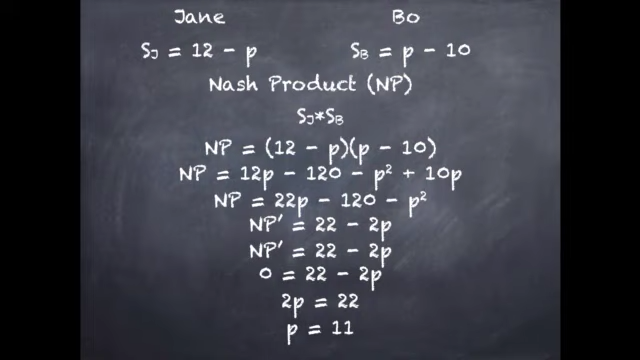 Jane Bo
SJ = 12 - p SB = p - 10
Nash Product (NP)
SJ*SB
NP = (12 - p)(p - 10)
NP = 12p - 120 - p² + 10p
NP = 22p - 120 - p²
NP' = 22 - 2p
NP' = 22 - 2p
0 = 22 - 2p
2p = 22
p = 11